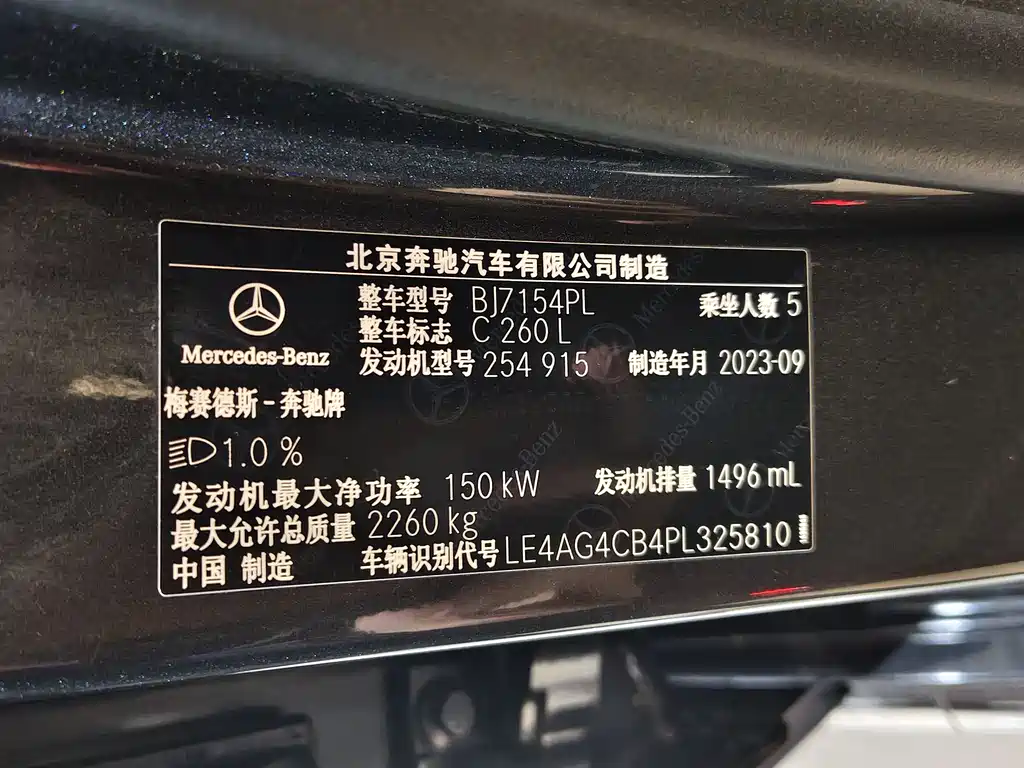 北京奔驰汽车有限公司制造
整车型号 BJ7154PL 乘坐人数 5
整车标志 C 260 L
Mercedes-Benz
发动机型号 254 915 制造年月 2023-09
梅赛德斯-奔驰牌
1.0 %
发动机最大净功率 150 kW 发动机排量 1496 mL
最大允许总质量 2260 kg
中国 制造 车辆识别代号 LE4AG4CB4PL325810